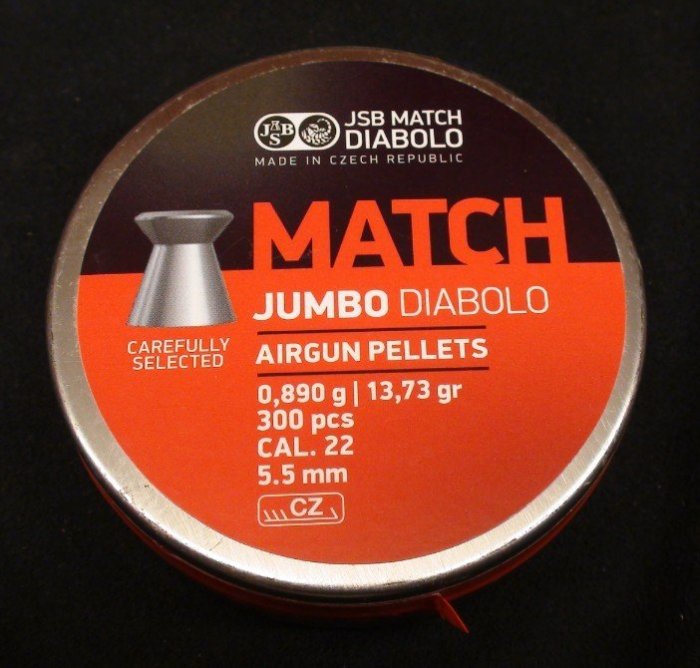 JSB
JSB MATCH
DIABOLO
MADE IN CZECH REPUBLIC
MATCH
JUMBO DIABOLO
CAREFULLY
SELECTED
AIRGUN PELLETS
0,890 g | 13,73 gr
300 pcs
CAL. 22
5.5 mm
CZ